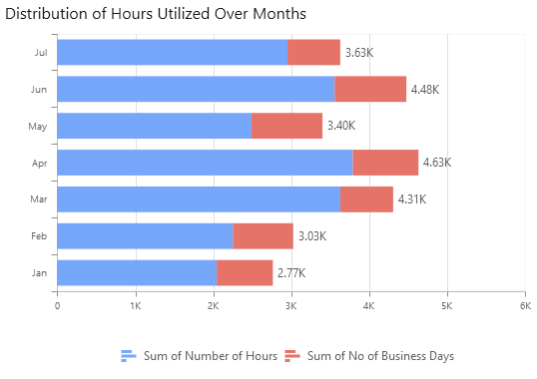 Distribution of Hours Utilized Over Months
Jul 3.63K
Jun 4.48K
May 3.40K
Apr 4.63K
Mar 4.31K
Feb 3.03K
Jan 2.77K
0 1K 2K 3K 4K 5K 6K
Sum of Number of Hours Sum of No of Business Days